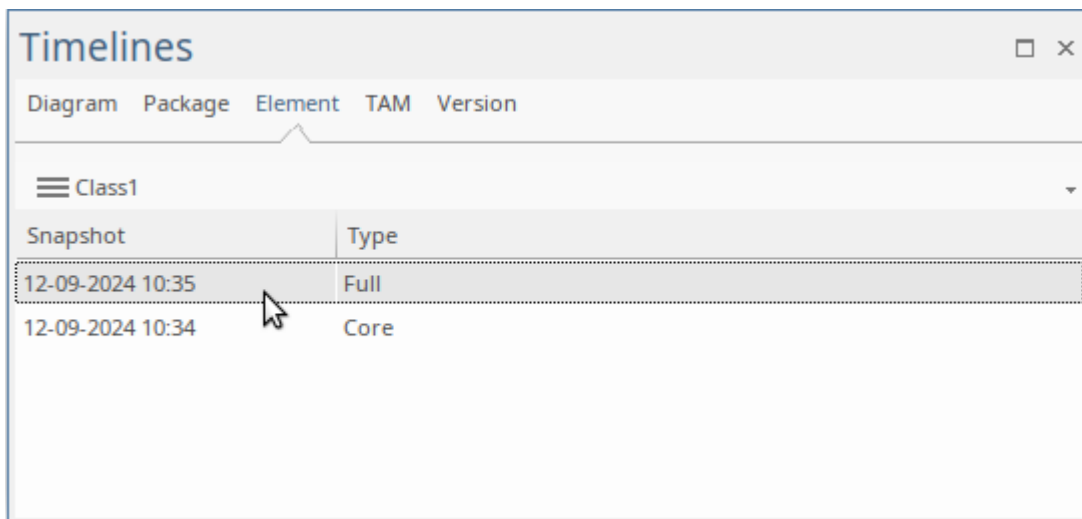 Timelines
Diagram Package Element TAM Version
Class1
Snapshot Type
12-09-2024 10:35 Full
12-09-2024 10:34 Core